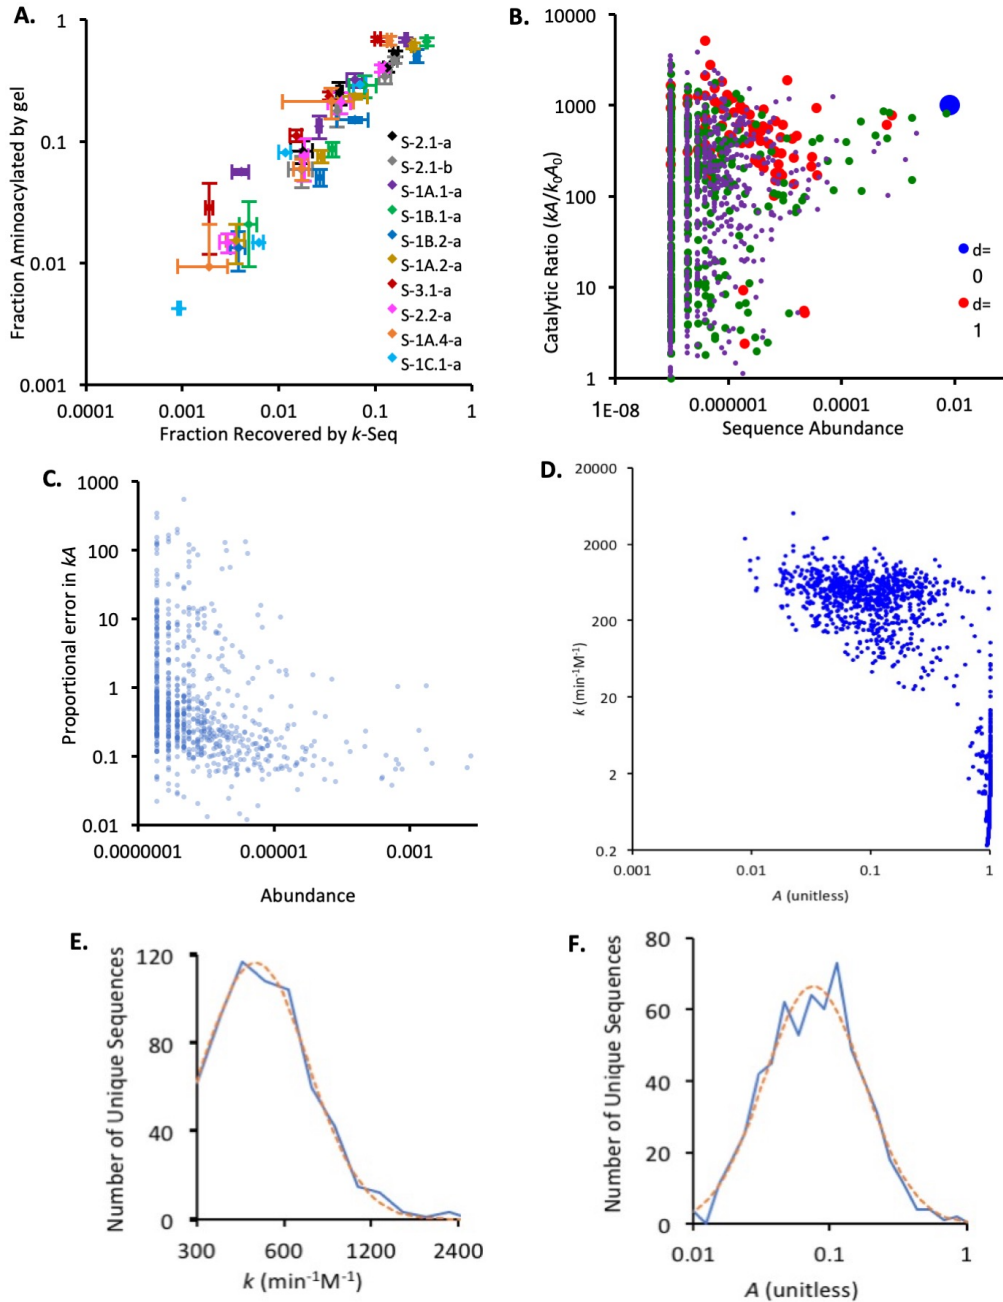 A.
Fraction Aminoacylated by gel
1
0.1
0.01
0.001
0.0001
0.001
0.01
0.1
1
Fraction Recovered by k-Seq
S-2.1-a
S-2.1-b
S-1A.1-a
S-1B.1-a
S-1B.2-a
S-1A.2-a
S-3.1-a
S-2.2-a
S-1A.4-a
S-1C.1-a
B.
Catalytic Ratio (kA/k₀A₀)
10000
1000
100
10
1
1E-08
0.000001
0.0001
0.01
Sequence Abundance
d=
0
d=
1
C.
Proportional error in kA
1000
100
10
1
0.1
0.01
0.0000001
0.00001
0.001
Abundance
D.
k (min⁻¹M⁻¹)
20000
2000
200
20
2
0.2
0.001
0.01
0.1
1
A (unitless)
E.
Number of Unique Sequences
120
80
40
0
300
600
1200
2400
k (min⁻¹M⁻¹)
F.
Number of Unique Sequences
80
60
40
20
0
0.01
0.1
1
A (unitless)